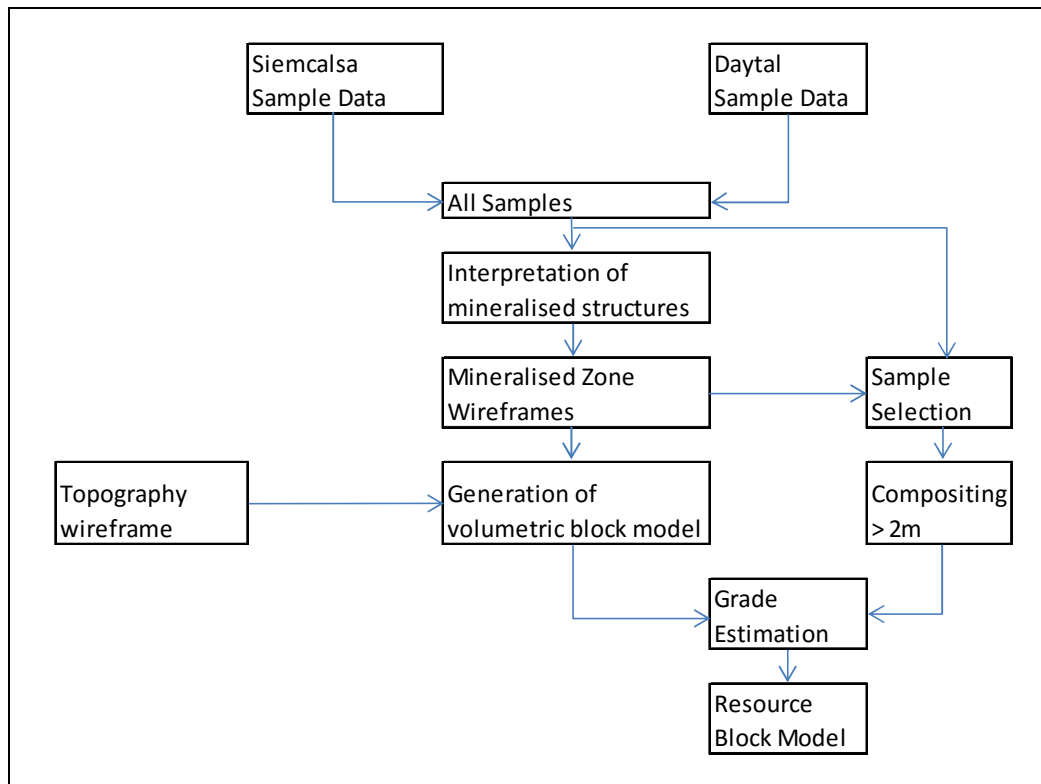 Siemcalsa
Sample Data
Daytal
Sample Data
All Samples
Interpretation of
mineralised structures
Mineralised Zone
Wireframes
Sample
Selection
Topography
wireframe
Generation of
volumetric block model
Compositing
> 2m
Grade
Estimation
Resource
Block Model